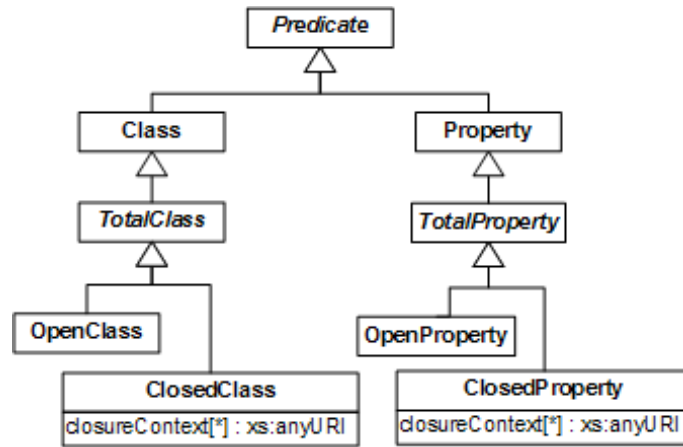 Predicate
Class
Property
TotalClass
TotalProperty
OpenClass
OpenProperty
ClosedClass
closureContext[*] : xs:anyURI
ClosedProperty
closureContext[*] : xs:anyURI